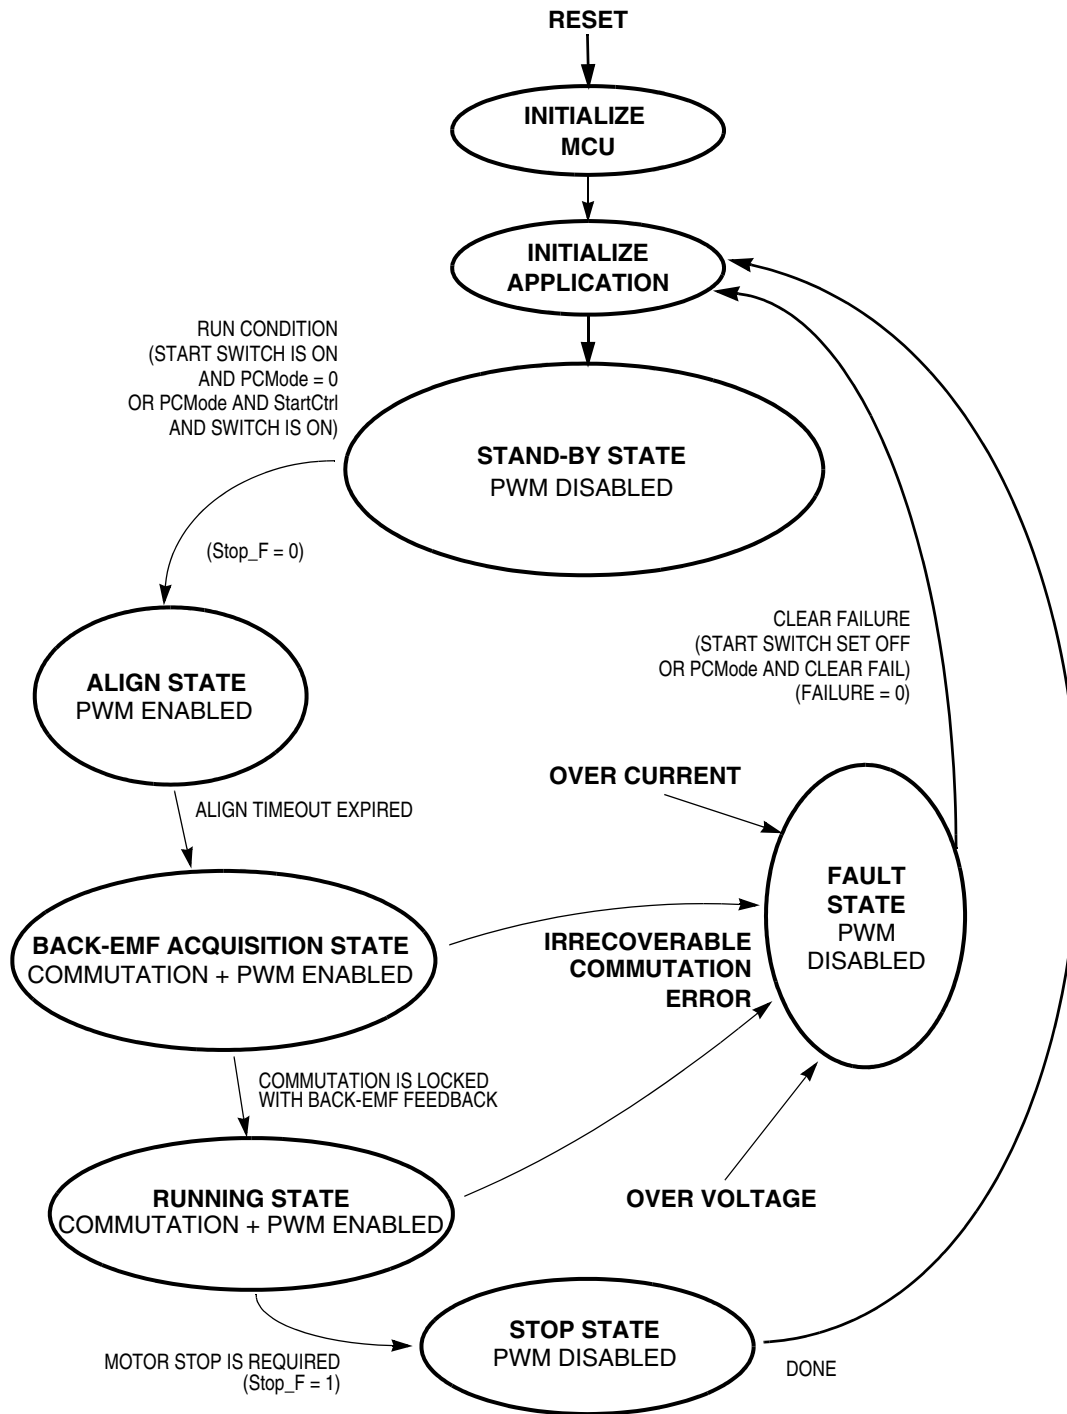 RESET
INITIALIZE
MCU
INITIALIZE
APPLICATION
RUN CONDITION
(START SWITCH IS ON
AND PCMode = 0
OR PCMode AND StartCtrl
AND SWITCH IS ON)
STAND-BY STATE
PWM DISABLED
(Stop_F = 0)
ALIGN STATE
PWM ENABLED
CLEAR FAILURE
(START SWITCH SET OFF
OR PCMode AND CLEAR FAIL)
(FAILURE = 0)
OVER CURRENT
ALIGN TIMEOUT EXPIRED
FAULT
STATE
PWM
DISABLED
BACK-EMF ACQUISITION STATE
COMMUTATION + PWM ENABLED
IRRECOVERABLE
COMMUTATION
ERROR
COMMUTATION IS LOCKED
WITH BACK-EMF FEEDBACK
RUNNING STATE
COMMUTATION + PWM ENABLED
OVER VOLTAGE
STOP STATE
PWM DISABLED
MOTOR STOP IS REQUIRED
(Stop_F = 1)
DONE